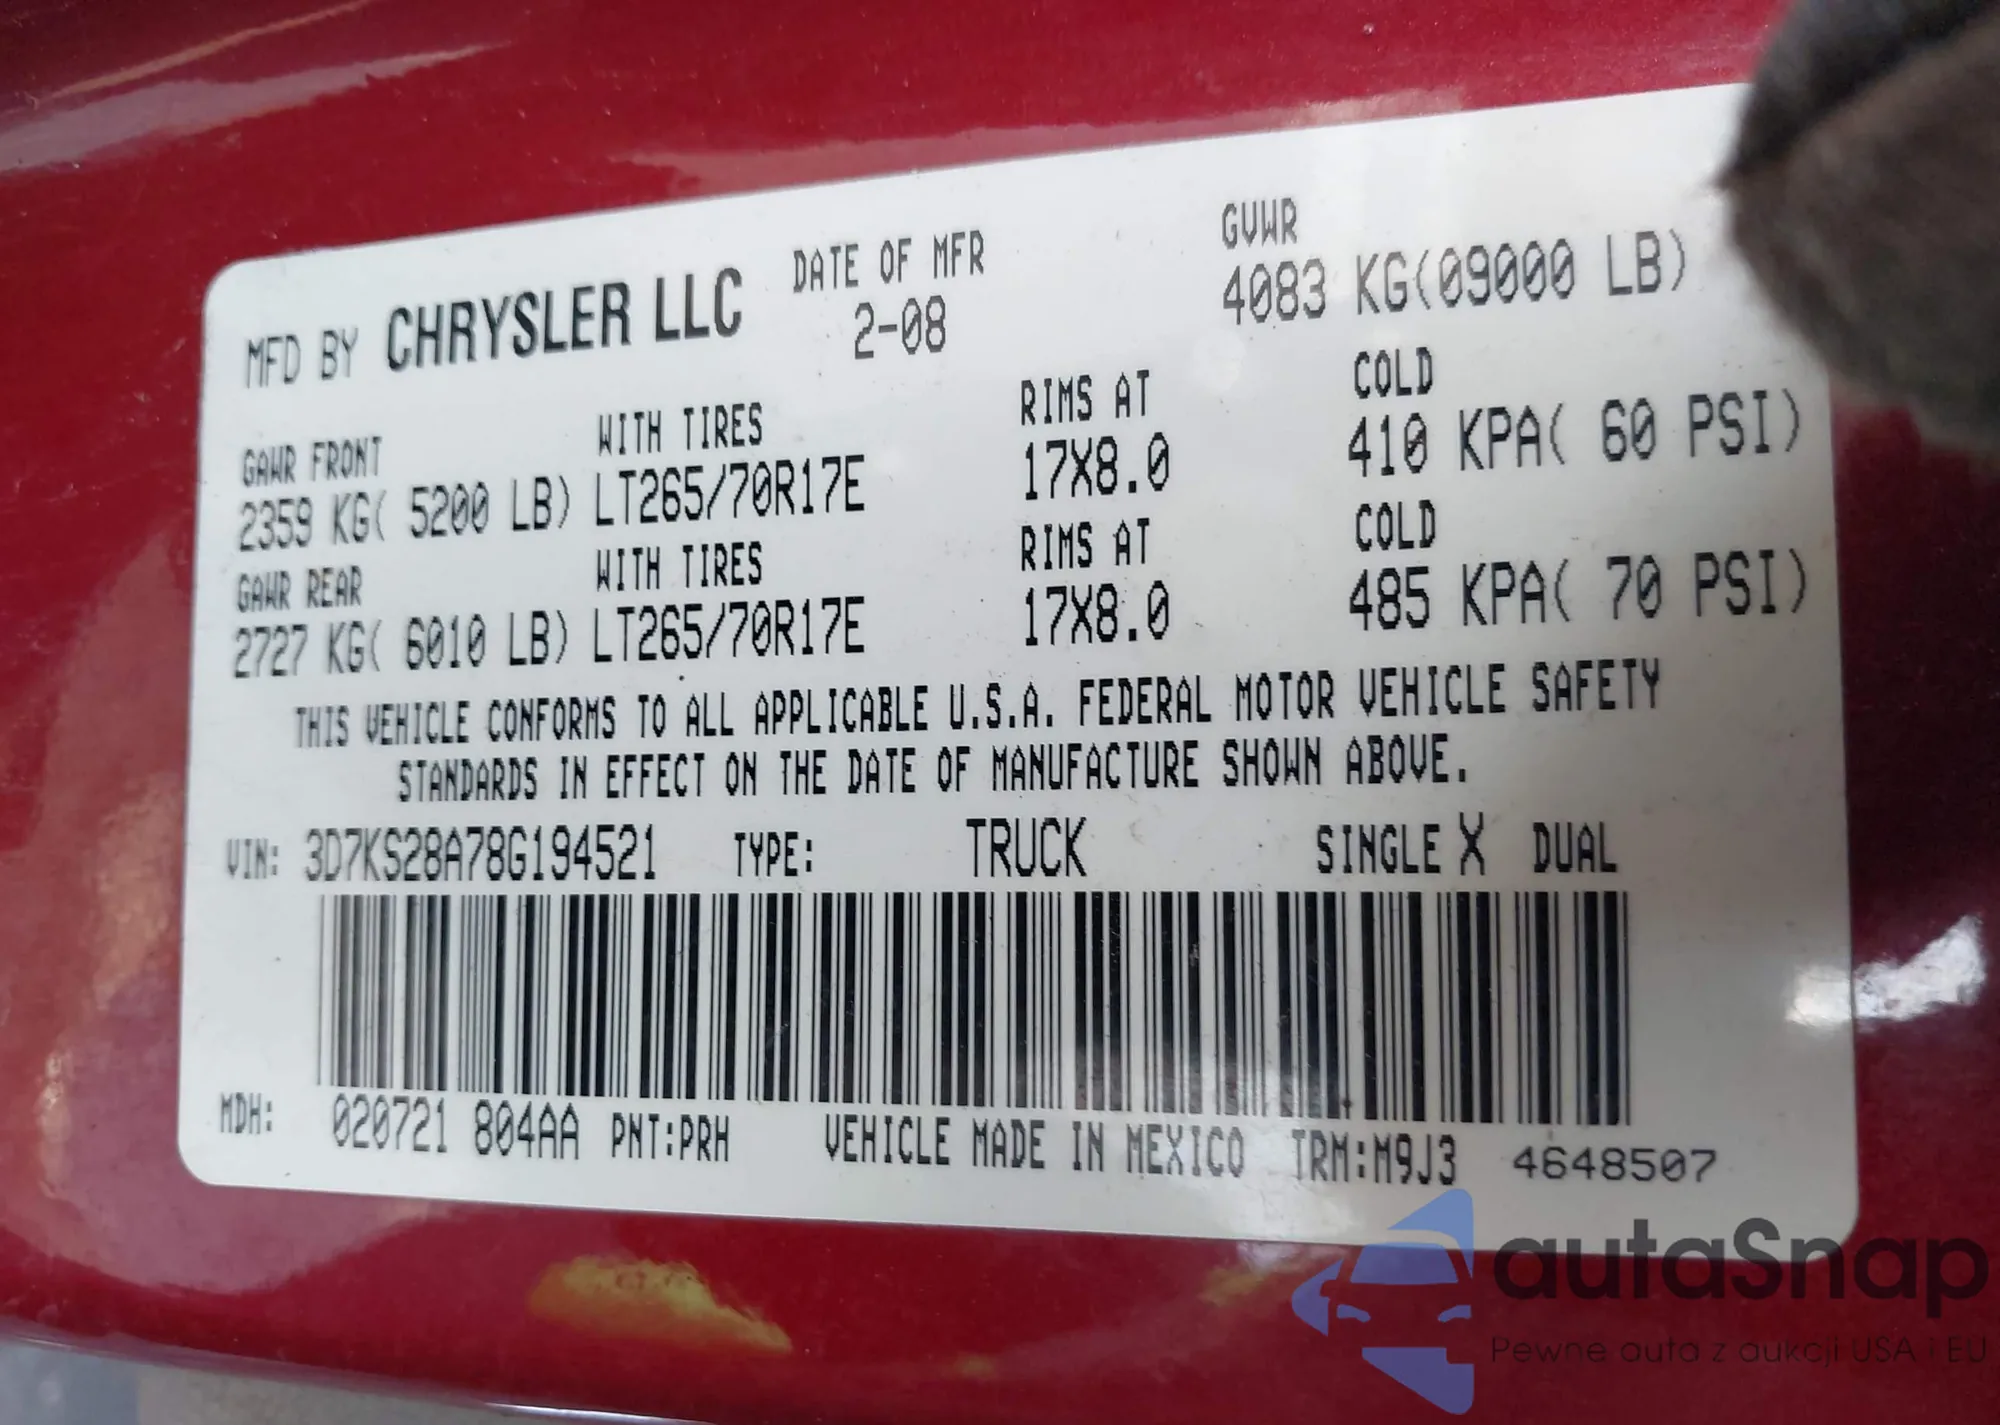 MFD BY CHRYSLER LLC DATE OF MFR GVWR
2-08 4083 KG(09000 LB)
GAWR FRONT WITH TIRES RIMS AT COLD
2359 KG( 5200 LB) LT265/70R17E 17X8.0 410 KPA( 60 PSI)
GAWR REAR WITH TIRES RIMS AT COLD
2727 KG( 6010 LB) LT265/70R17E 17X8.0 485 KPA( 70 PSI)
THIS VEHICLE CONFORMS TO ALL APPLICABLE U.S.A. FEDERAL MOTOR VEHICLE SAFETY
STANDARDS IN EFFECT ON THE DATE OF MANUFACTURE SHOWN ABOVE.
VIN: 3D7KS28A78G194521 TYPE: TRUCK SINGLE X DUAL
MDH: 020721 804AA PNT:PRH VEHICLE MADE IN MEXICO TRM:M9J3 4648507
autaSnap
Pewne auta z aukcji USA i EU